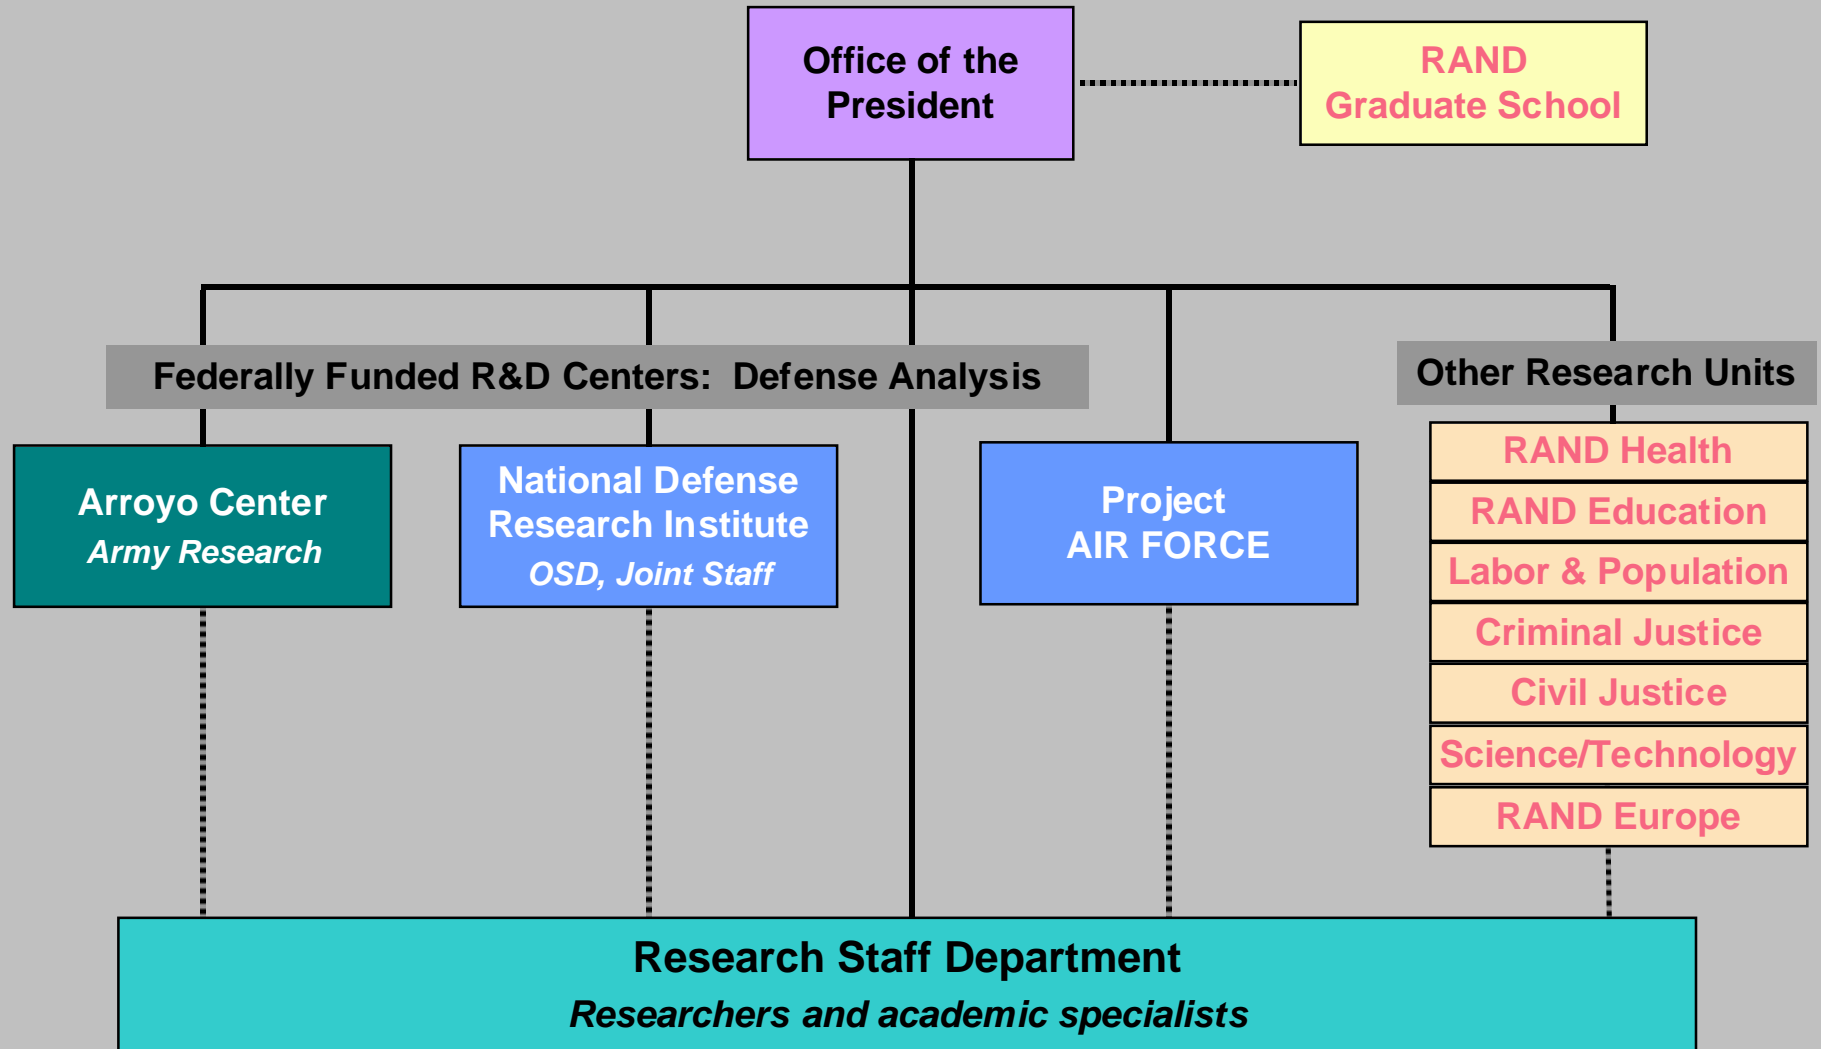 Office of the
President
RAND
Graduate School
Federally Funded R&D Centers: Defense Analysis
Other Research Units
Arroyo Center
Army Research
National Defense
Research Institute
OSD, Joint Staff
Project
AIR FORCE
RAND Health
RAND Education
Labor & Population
Criminal Justice
Civil Justice
Science/Technology
RAND Europe
Research Staff Department
Researchers and academic specialists